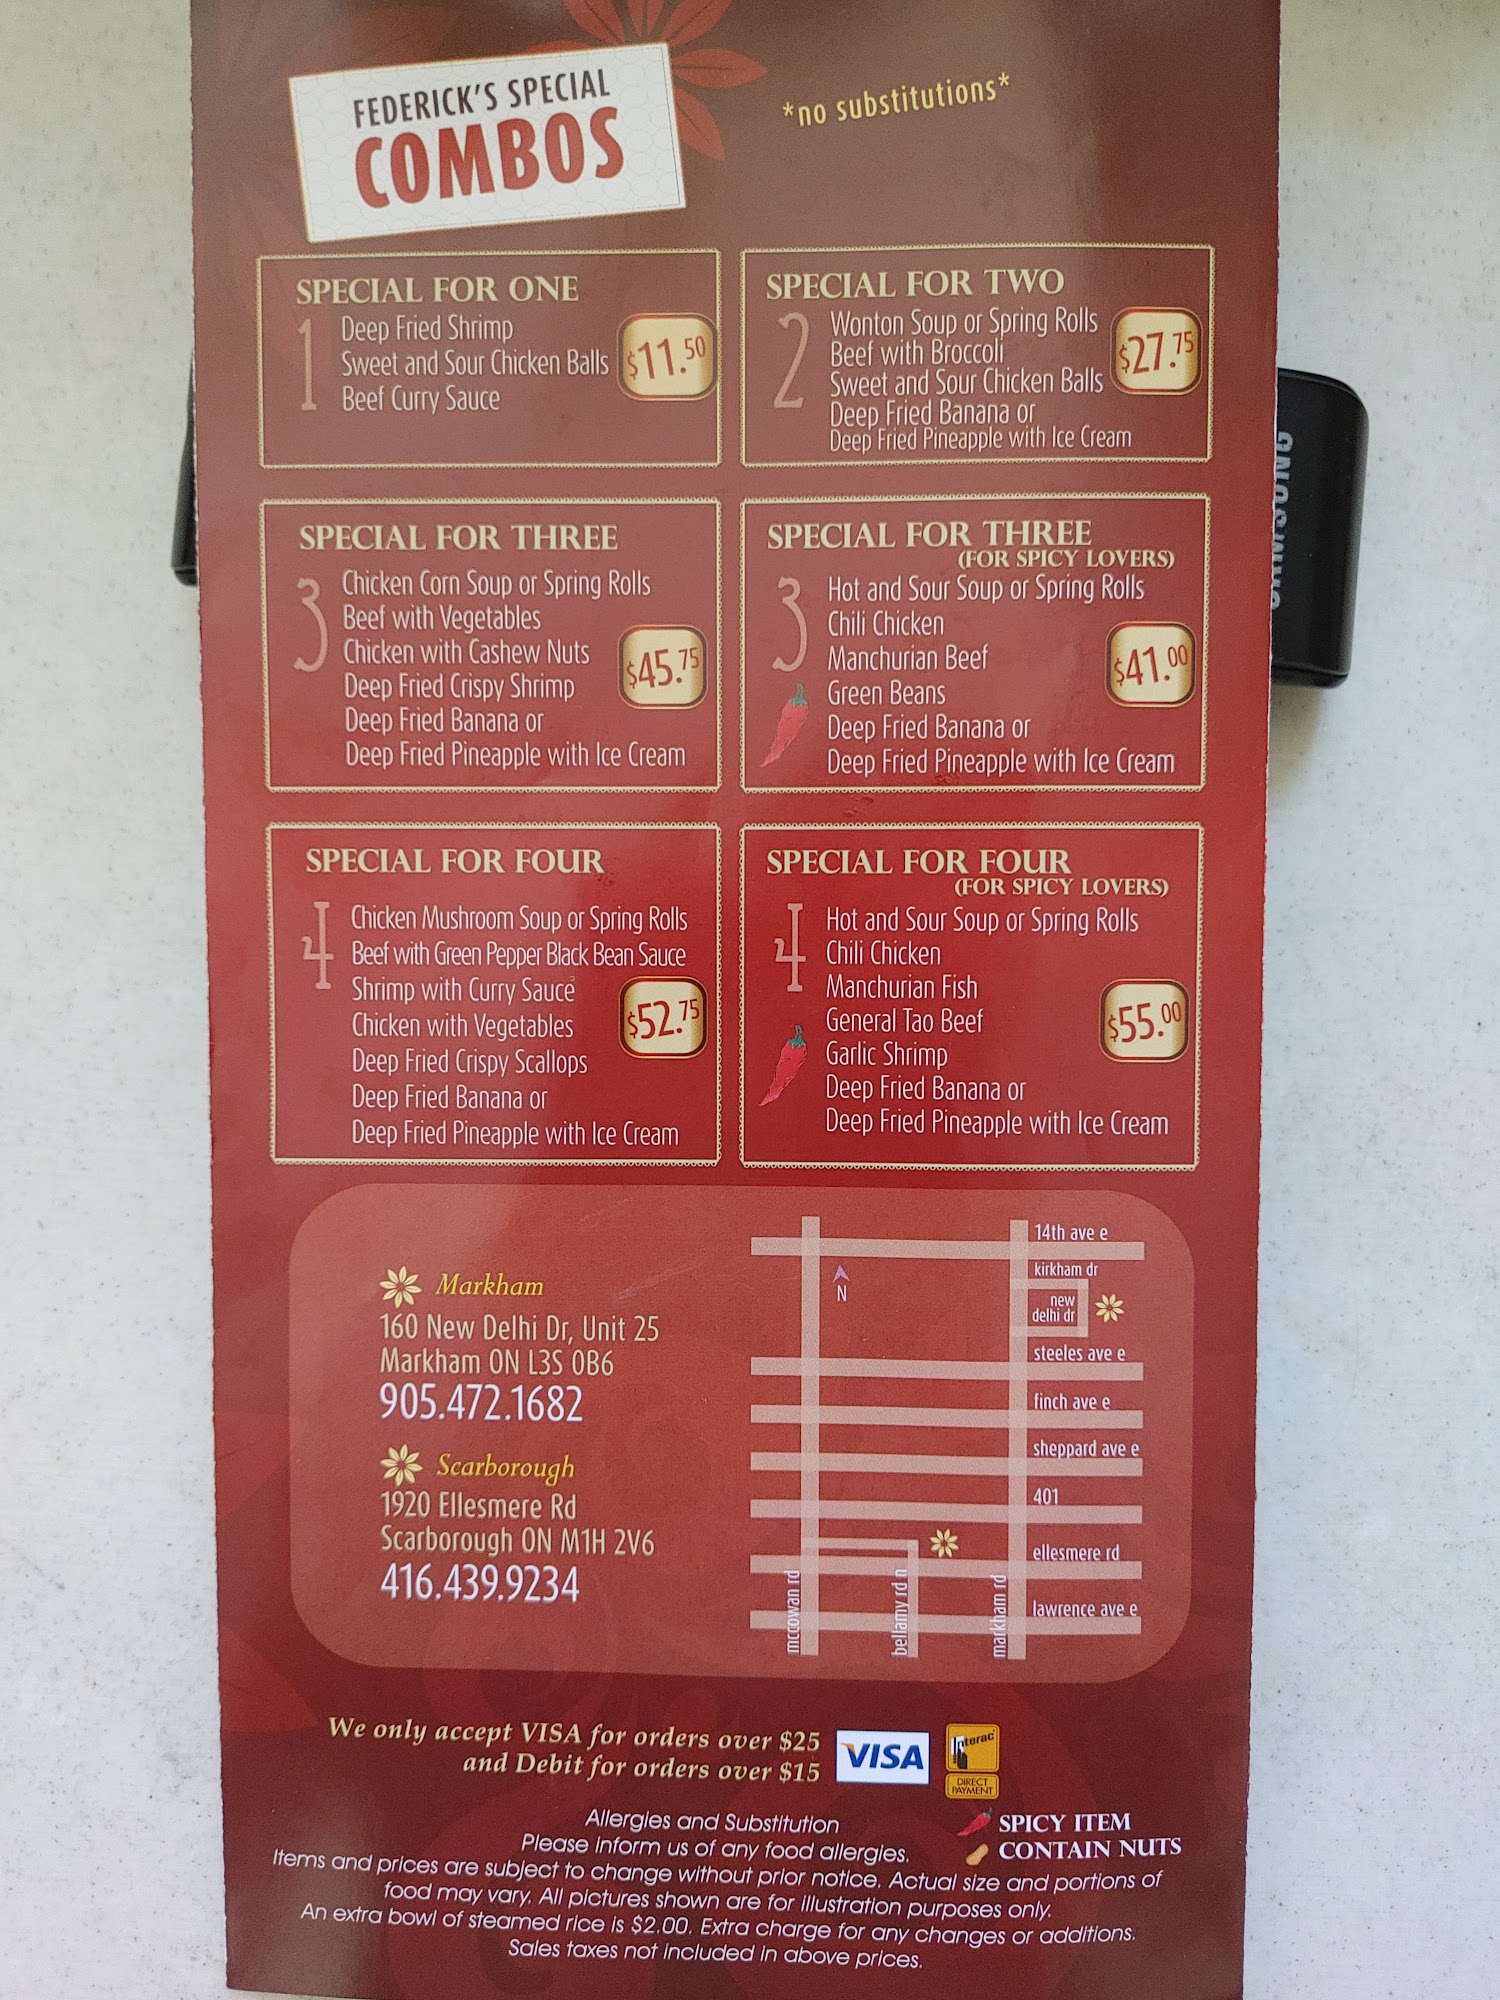 FEDERICK'S SPECIAL
COMBOS
*no substitutions*
SPECIAL FOR ONE
1
Deep Fried Shrimp
Sweet and Sour Chicken Balls
Beef Curry Sauce
$11.50
SPECIAL FOR TWO
2
Wonton Soup or Spring Rolls
Beef with Broccoli
Sweet and Sour Chicken Balls
Deep Fried Banana or
Deep Fried Pineapple with Ice Cream
$27.75
SPECIAL FOR THREE
3
Chicken Corn Soup or Spring Rolls
Beef with Vegetables
Chicken with Cashew Nuts
Deep Fried Crispy Shrimp
Deep Fried Banana or
Deep Fried Pineapple with Ice Cream
$45.75
SPECIAL FOR THREE
(FOR SPICY LOVERS)
3
Hot and Sour Soup or Spring Rolls
Chili Chicken
Manchurian Beef
Green Beans
Deep Fried Banana or
Deep Fried Pineapple with Ice Cream
$41.00
SPECIAL FOR FOUR
4
Chicken Mushroom Soup or Spring Rolls
Beef with Green Pepper Black Bean Sauce
Shrimp with Curry Sauce
Chicken with Vegetables
Deep Fried Crispy Scallops
Deep Fried Banana or
Deep Fried Pineapple with Ice Cream
$52.75
SPECIAL FOR FOUR
(FOR SPICY LOVERS)
4
Hot and Sour Soup or Spring Rolls
Chili Chicken
Manchurian Fish
General Tao Beef
Garlic Shrimp
Deep Fried Banana or
Deep Fried Pineapple with Ice Cream
$55.00
SAMSUNG
Markham
160 New Delhi Dr, Unit 25
Markham ON L3S 0B6
905.472.1682
Scarborough
1920 Ellesmere Rd
Scarborough ON M1H 2V6
416.439.9234
14th ave e
kirkham dr
N
new
delhi dr
steeles ave e
finch ave e
sheppard ave e
401
ellesmere rd
lawrence ave e
mccowan rd
bellamy rd n
markham rd
We only accept VISA for orders over $25
and Debit for orders over $15
VISA
Interac
DIRECT
PAYMENT
Allergies and Substitution
Please inform us of any food allergies.
SPICY ITEM
CONTAIN NUTS
Items and prices are subject to change without prior notice. Actual size and portions of
food may vary. All pictures shown are for illustration purposes only.
An extra bowl of steamed rice is $2.00. Extra charge for any changes or additions.
Sales taxes not included in above prices.